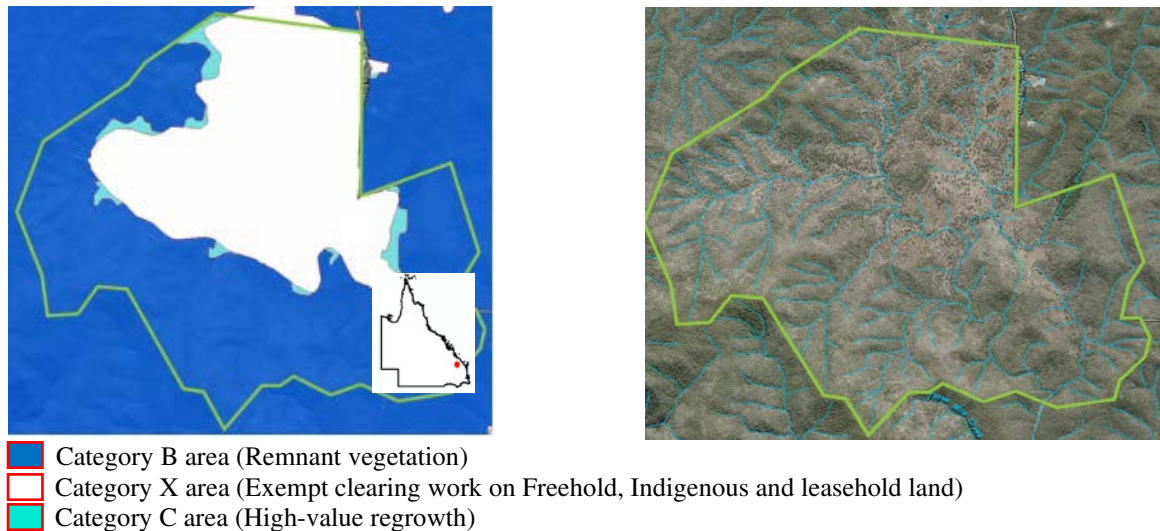 Category B area (Remnant vegetation)
Category X area (Exempt clearing work on Freehold, Indigenous and leasehold land)
Category C area (High-value regrowth)